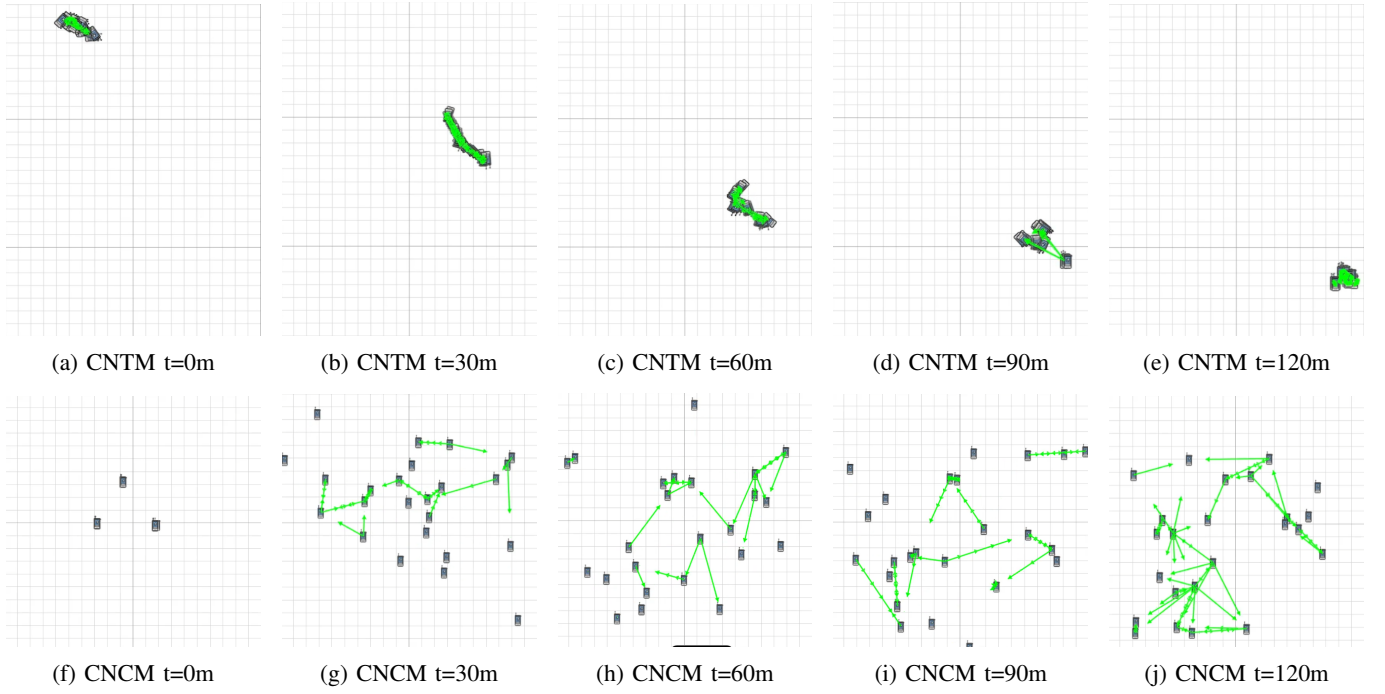 (a) CNTM t=0m
(b) CNTM t=30m
(c) CNTM t=60m
(d) CNTM t=90m
(e) CNTM t=120m
(f) CNCM t=0m
(g) CNCM t=30m
(h) CNCM t=60m
(i) CNCM t=90m
(j) CNCM t=120m